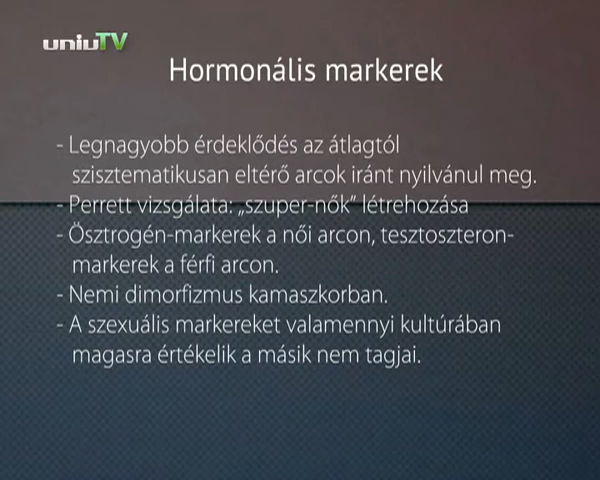 uniuTV
Hormonális markerek
- Legnagyobb érdeklődés az átlagtól
szisztematikusan eltérő arcok iránt nyilvánul meg.
- Perrett vizsgálata: „szuper-nők” létrehozása
- Ösztrogén-markerek a női arcon, tesztoszteron-
markerek a férfi arcon.
- Nemi dimorfizmus kamaszkorban.
- A szexuális markereket valamennyi kultúrában
magasra értékelik a másik nem tagjai.